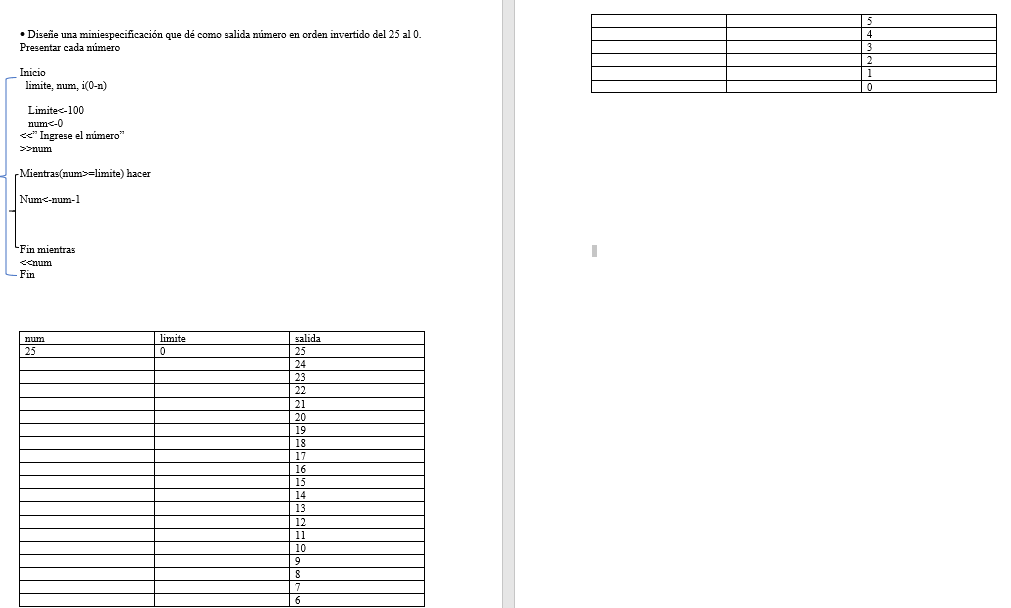 • Diseñe una miniespecificación que dé como salida número en orden invertido del 25 al 0.
Presentar cada número
Inicio
limite, num, i(0-n)
Limite<-100
num<-0
<<” Ingrese el número”
>>num
Mientras(num>=limite) hacer
Num<-num-1
Fin mientras
<<num
Fin
num limite salida
25 0 25
24
23
22
21
20
19
18
17
16
15
14
13
12
11
10
9
8
7
6
5
4
3
2
1
0